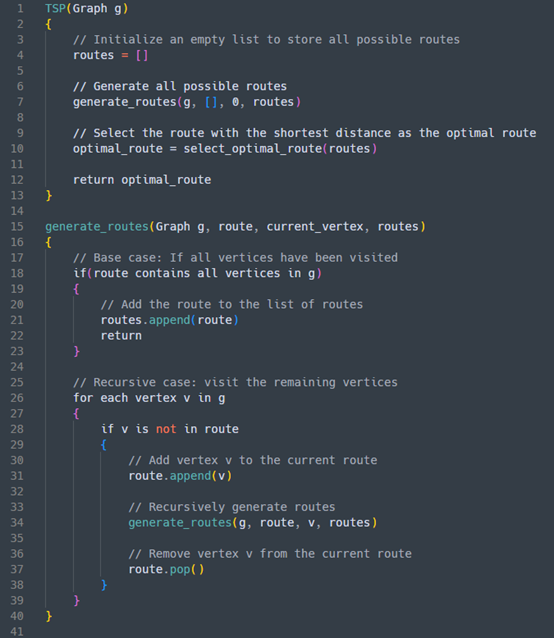 1 TSP(Graph g)
2 {
3 // Initialize an empty list to store all possible routes
4 routes = []
5
6 // Generate all possible routes
7 generate_routes(g, [], 0, routes)
8
9 // Select the route with the shortest distance as the optimal route
10 optimal_route = select_optimal_route(routes)
11
12 return optimal_route
13 }
14
15 generate_routes(Graph g, route, current_vertex, routes)
16 {
17 // Base case: If all vertices have been visited
18 if(route contains all vertices in g)
19 {
20 // Add the route to the list of routes
21 routes.append(route)
22 return
23 }
24
25 // Recursive case: visit the remaining vertices
26 for each vertex v in g
27 {
28 if v is not in route
29 {
30 // Add vertex v to the current route
31 route.append(v)
32
33 // Recursively generate routes
34 generate_routes(g, route, v, routes)
35
36 // Remove vertex v from the current route
37 route.pop()
38 }
39 }
40 }
41